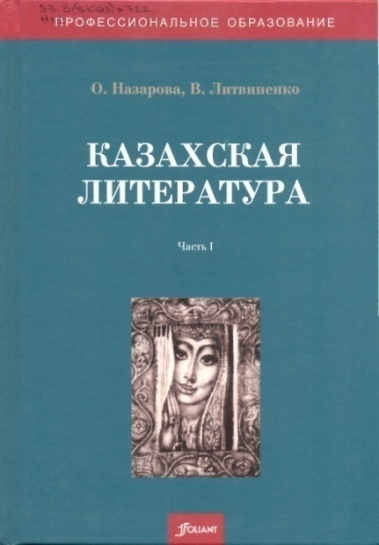 ПРОФЕССИОНАЛЬНОЕ ОБРАЗОВАНИЕ
О. Назарова, В. Литвиненко
КАЗАХСКАЯ
ЛИТЕРАТУРА
Часть I
FOLIANT